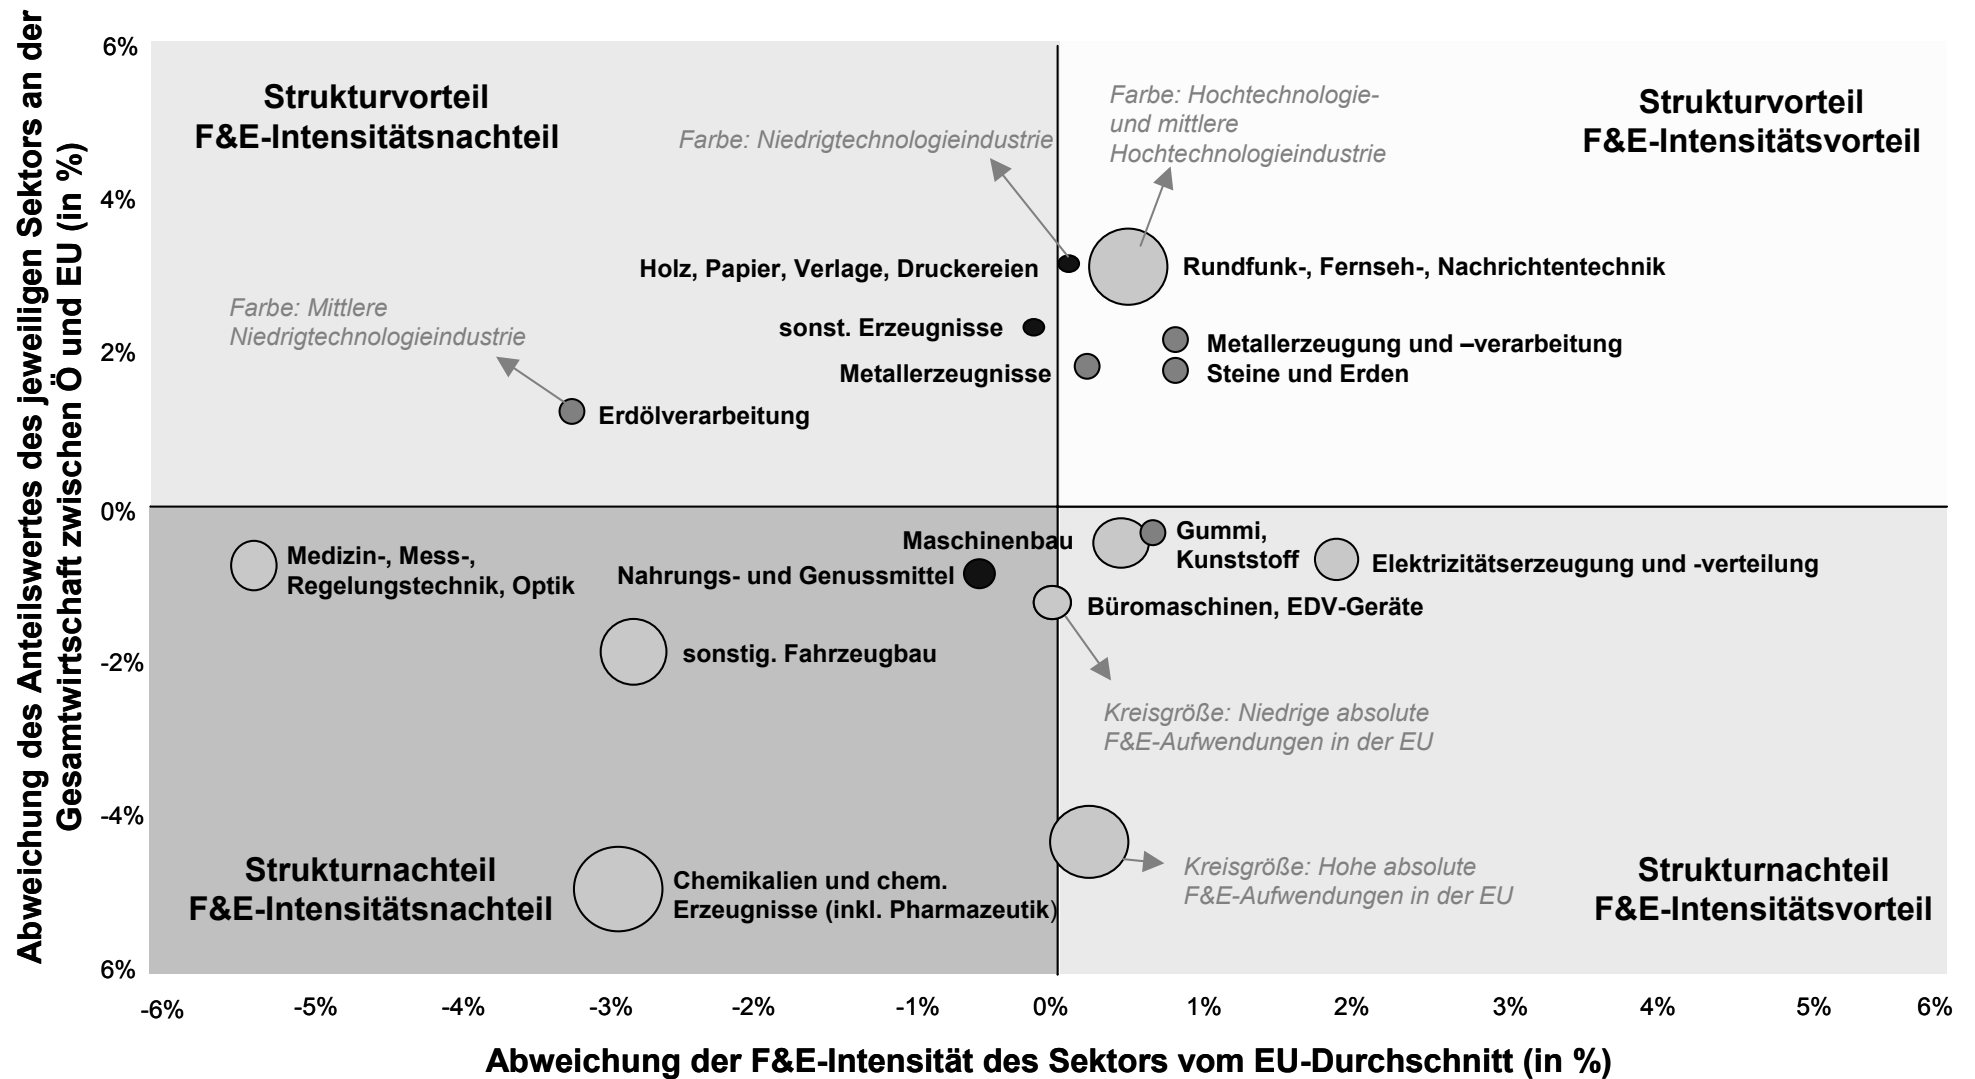 Abweichung des Anteilswertes des jeweiligen Sektors an der
Gesamtwirtschaft zwischen Ö und EU (in %)
6%
4%
2%
0%
-2%
-4%
6%
Strukturvorteil
F&E-Intensitätsnachteil
Farbe: Niedrigtechnologieindustrie
Farbe: Hochtechnologie-
und mittlere
Hochtechnologieindustrie
Strukturvorteil
F&E-Intensitätsvorteil
Holz, Papier, Verlage, Druckereien
Rundfunk-, Fernseh-, Nachrichtentechnik
Farbe: Mittlere
Niedrigtechnologieindustrie
sonst. Erzeugnisse
Metallerzeugung und –verarbeitung
Metallerzeugnisse
Steine und Erden
Erdölverarbeitung
Maschinenbau
Gummi,
Kunststoff
Medizin-, Mess-,
Regelungstechnik, Optik
Nahrungs- und Genussmittel
Elektrizitätserzeugung und -verteilung
Büromaschinen, EDV-Geräte
sonstig. Fahrzeugbau
Kreisgröße: Niedrige absolute
F&E-Aufwendungen in der EU
Strukturnachteil
F&E-Intensitätsnachteil
Chemikalien und chem.
Erzeugnisse (inkl. Pharmazeutik)
Kreisgröße: Hohe absolute
F&E-Aufwendungen in der EU
Strukturnachteil
F&E-Intensitätsvorteil
-6%
-5%
-4%
-3%
-2%
-1%
0%
1%
2%
3%
4%
5%
6%
Abweichung der F&E-Intensität des Sektors vom EU-Durchschnitt (in %)